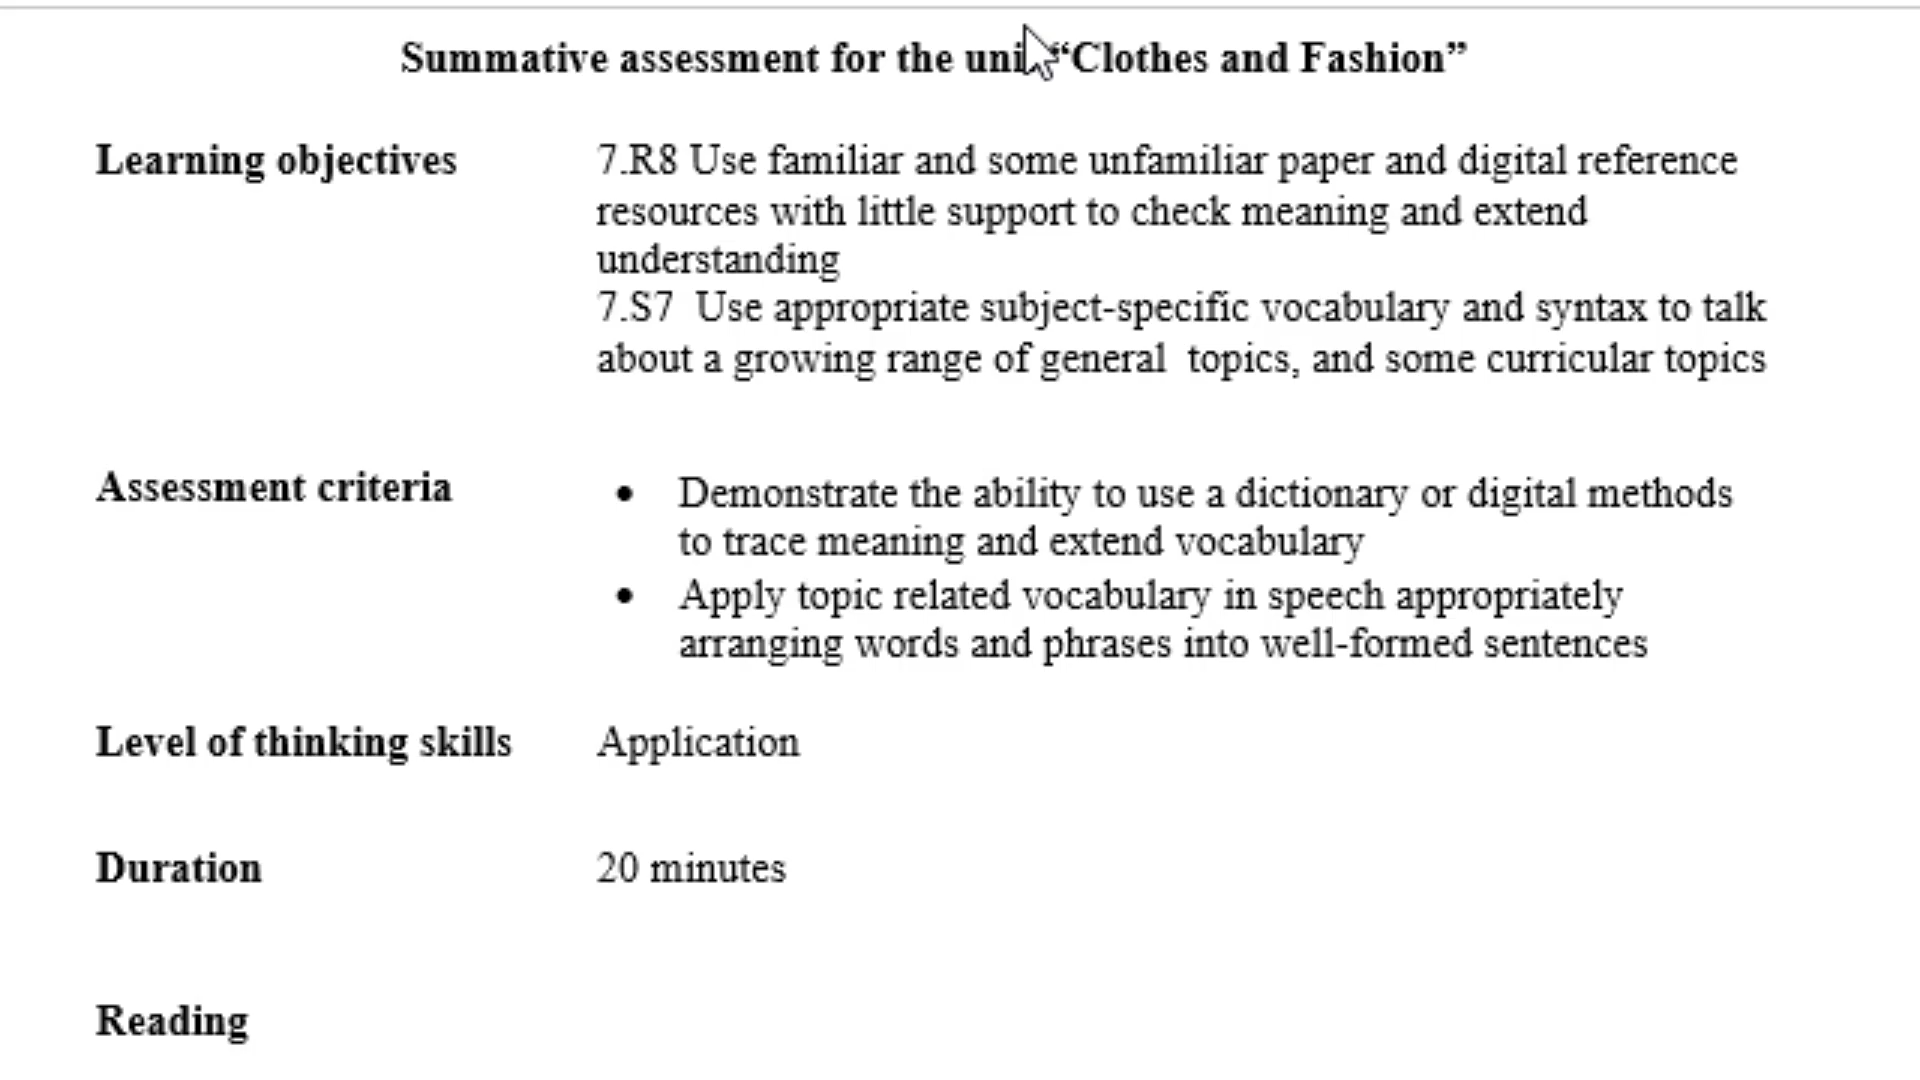 Summative assessment for the uni “Clothes and Fashion”
Learning objectives
7.R8 Use familiar and some unfamiliar paper and digital reference
resources with little support to check meaning and extend
understanding
7.S7 Use appropriate subject-specific vocabulary and syntax to talk
about a growing range of general topics, and some curricular topics
Assessment criteria
• Demonstrate the ability to use a dictionary or digital methods
to trace meaning and extend vocabulary
• Apply topic related vocabulary in speech appropriately
arranging words and phrases into well-formed sentences
Level of thinking skills Application
Duration 20 minutes
Reading